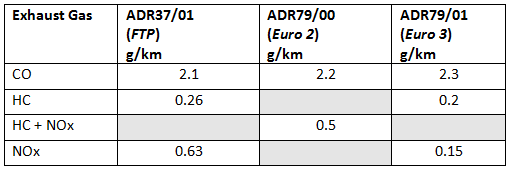 Exhaust Gas ADR37/01 ADR79/00 ADR79/01
(FTP) (Euro 2) (Euro 3)
g/km g/km g/km
CO 2.1 2.2 2.3
HC 0.26 0.2
HC + NOx 0.5
NOx 0.63 0.15